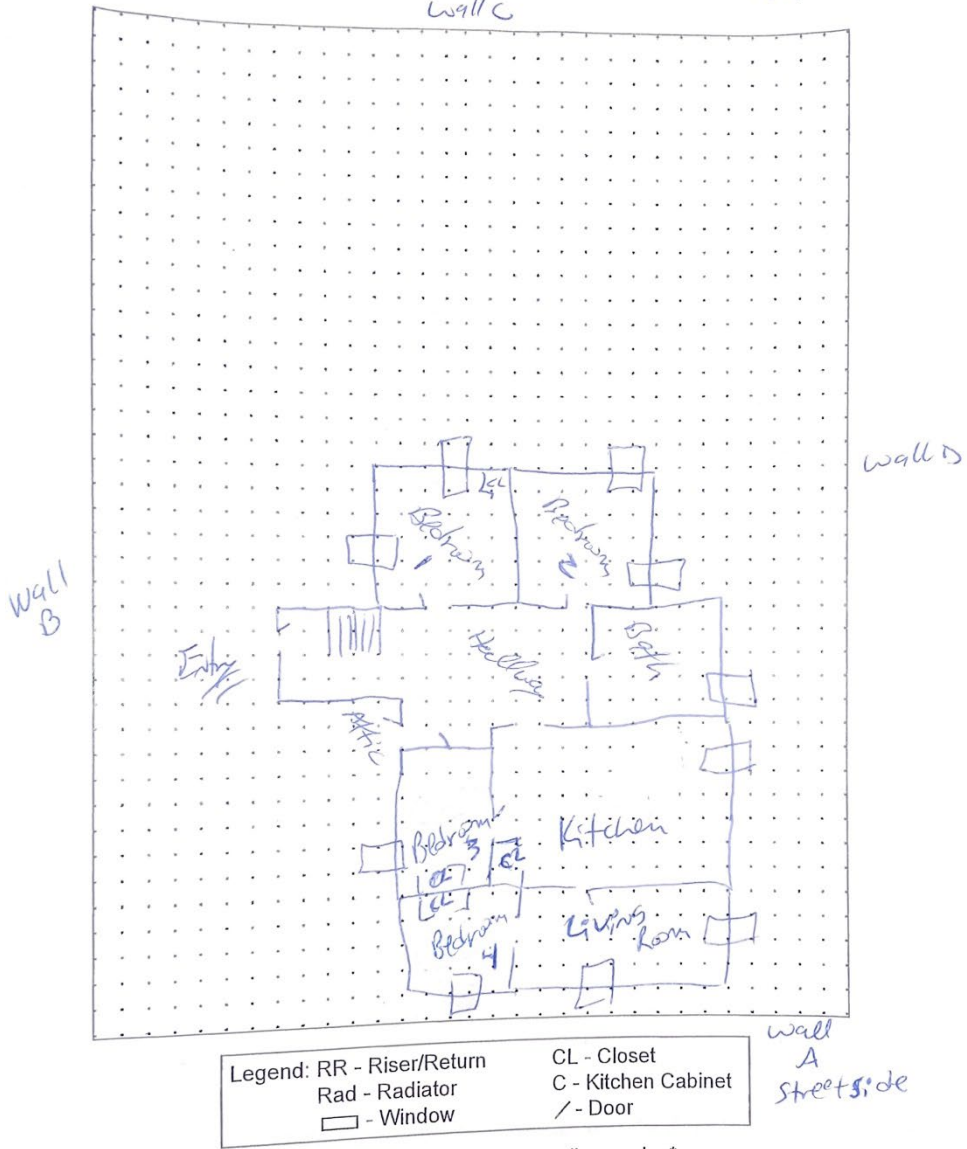 Wall C
Wall D
CL
Bedroom
1
Bedroom
2
Wall
B
Entry
Hallway
Bath
Attic
Bedroom
3
CL
CL
CL
Kitchen
Bedroom
4
Living
Room
Wall
A
Streetside
Legend: RR - Riser/Return CL - Closet
Rad - Radiator C - Kitchen Cabinet
- Window / - Door